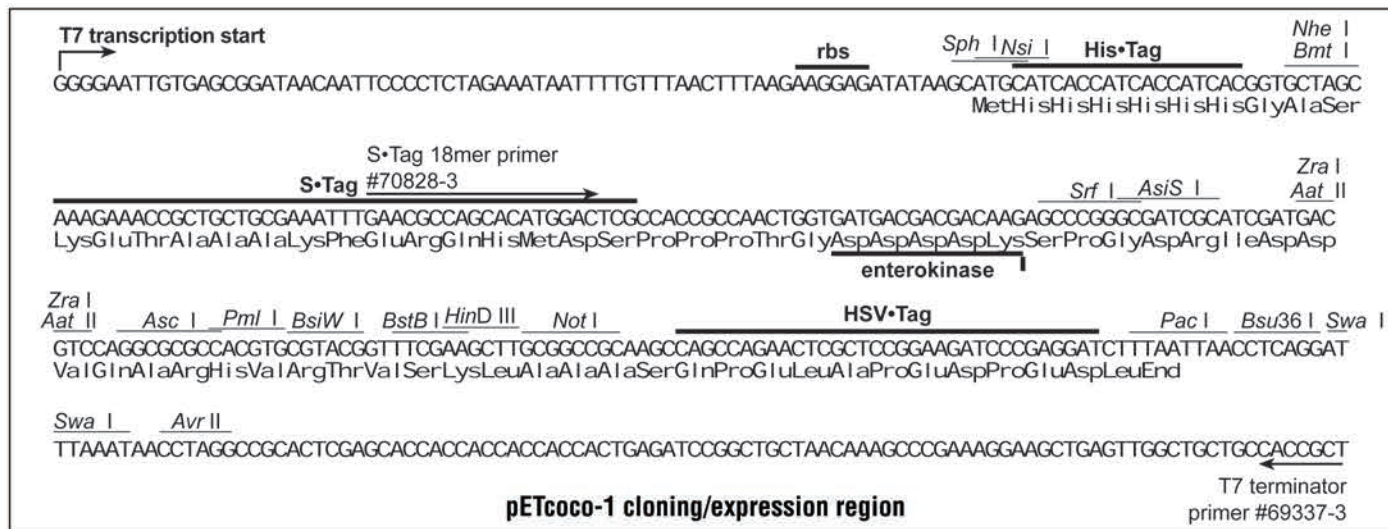 T7 transcription start
rbs
Sph I Nsi I
His•Tag
Nhe I
Bmt I
GGGGAATTGTGAGCGGATAACAATTCCCCTCTAGAAATAATTTTGTTTAACTTTAAGAAGGAGATATAAGCATGCATCACCATCACCATCACGGTGCTAGC
MetHisHisHisHisHisHisGlyAlaSer
S•Tag 18mer primer
S•Tag #70828-3
Srf I AsiS I
Zra I
Aat II
AAAGAAACCGCTGCTGCGAAATTTGAACGCCAGCACATGGACTCGCCACCGCCAACTGGTGATGACGACGACAAGAGCCCGGGCGATCGCATCGATGAC
LysGluThrAlaAlaAlaLysPheGluArgGlnHisMetAspSerProProProThrGlyAspAspAspAspLysSerProGlyAspArgIleAspAsp
enterokinase
Zra I
Aat II Asc I Pml I BsiW I BstB I HinD III Not I HSV•Tag Pac I Bsu36 I Swa I
GTCCAGGCGCGCCACGTGCGTACGGTTTCGAAGCTTGCGGCCGCAAGCCAGCCAGAACTCGCTCCGGAAGATCCCGAGGATCTTTAATTAACCTCAGGAT
ValGlnAlaArgHisValArgThrValSerLysLeuAlaAlaAlaSerGlnProGluLeuAlaProGluAspProGluAspLeuEnd
Swa I Avr II
TTAAATAACCTAGGCCGCACTCGAGCACCACCACCACCACCACTGAGATCCGGCTGCTAACAAAGCCCGAAAGGAAGCTGAGTTGGCTGCTGCCACCGCT
T7 terminator
primer #69337-3
pETcoco-1 cloning/expression region